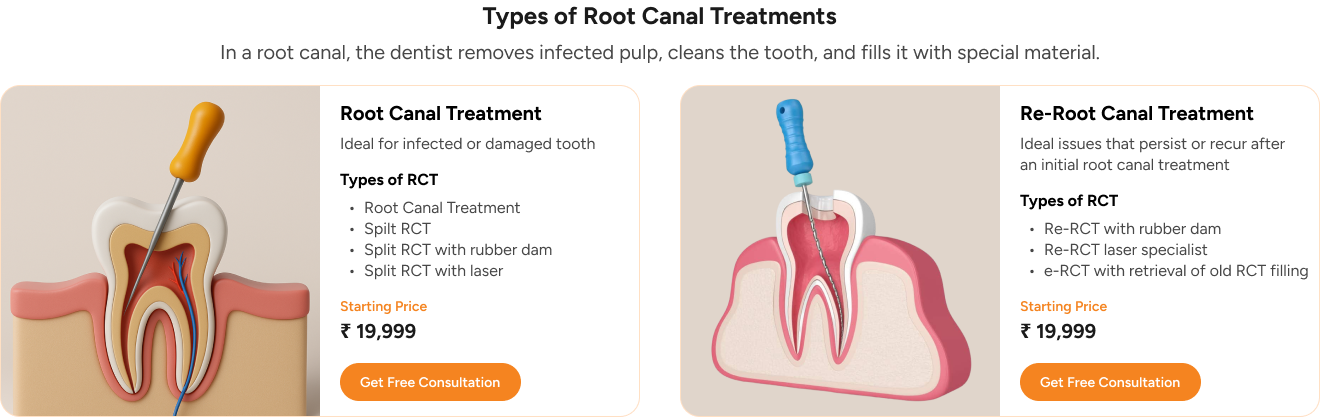 Types of Root Canal Treatments
In a root canal, the dentist removes infected pulp, cleans the tooth, and fills it with special material.
Root Canal Treatment
Ideal for infected or damaged tooth
Types of RCT
• Root Canal Treatment
• Spilt RCT
• Split RCT with rubber dam
• Split RCT with laser
Starting Price
₹ 19,999
Get Free Consultation
Re-Root Canal Treatment
Ideal issues that persist or recur after
an initial root canal treatment
Types of RCT
• Re-RCT with rubber dam
• Re-RCT laser specialist
• e-RCT with retrieval of old RCT filling
Starting Price
₹ 19,999
Get Free Consultation